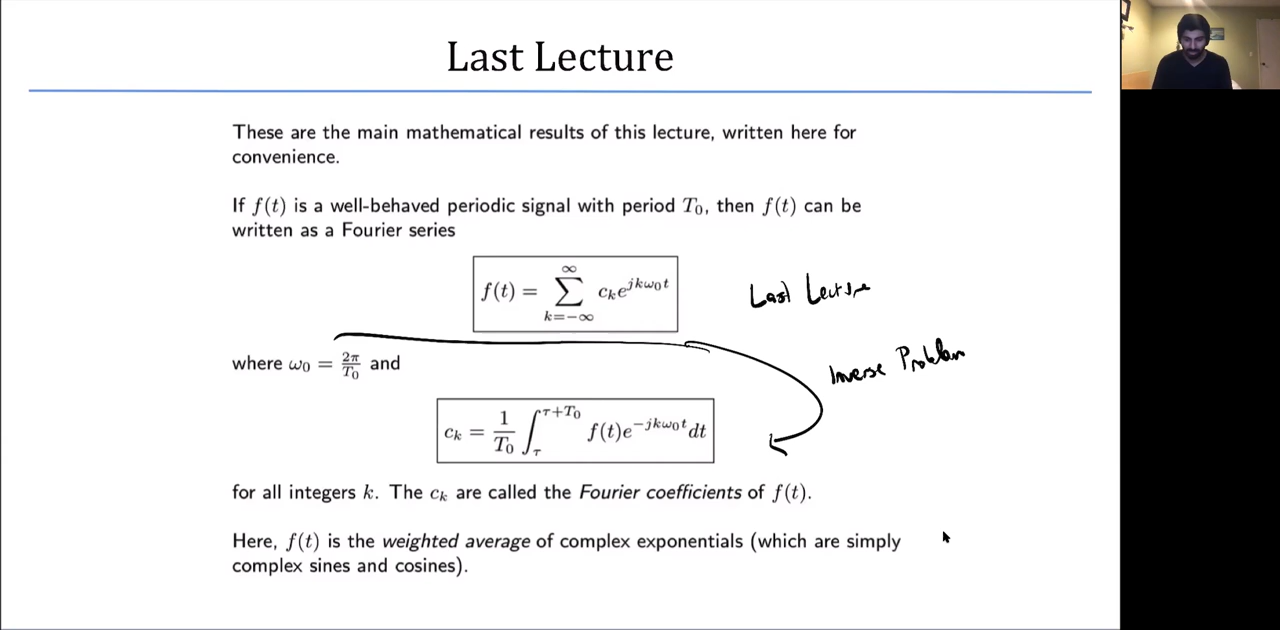 Last Lecture
These are the main mathematical results of this lecture, written here for
convenience.
If f(t) is a well-behaved periodic signal with period T₀, then f(t) can be
written as a Fourier series
f(t) = ∑_{k=-∞}^{∞} c_k e^{jkω₀t}
Last Lecture
where ω₀ = 2π/T₀ and
Inverse Problem
c_k = 1/T₀ ∫_τ^{τ+T₀} f(t)e^{-jkω₀t}dt
for all integers k. The c_k are called the Fourier coefficients of f(t).
Here, f(t) is the weighted average of complex exponentials (which are simply
complex sines and cosines).